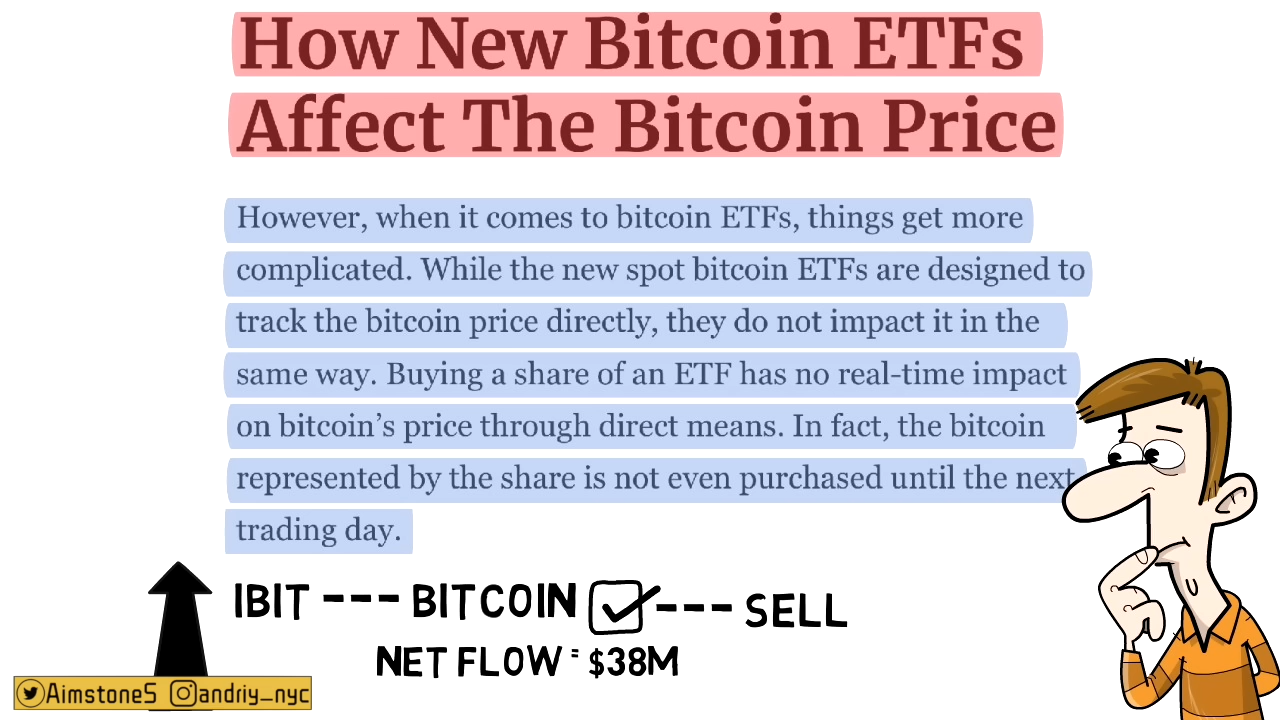 How New Bitcoin ETFs
Affect The Bitcoin Price
However, when it comes to bitcoin ETFs, things get more
complicated. While the new spot bitcoin ETFs are designed to
track the bitcoin price directly, they do not impact it in the
same way. Buying a share of an ETF has no real-time impact
on bitcoin’s price through direct means. In fact, the bitcoin
represented by the share is not even purchased until the next
trading day.
IBIT --- BITCOIN --- SELL
NET FLOW = $38M
Aimstone5 andriy_nyc